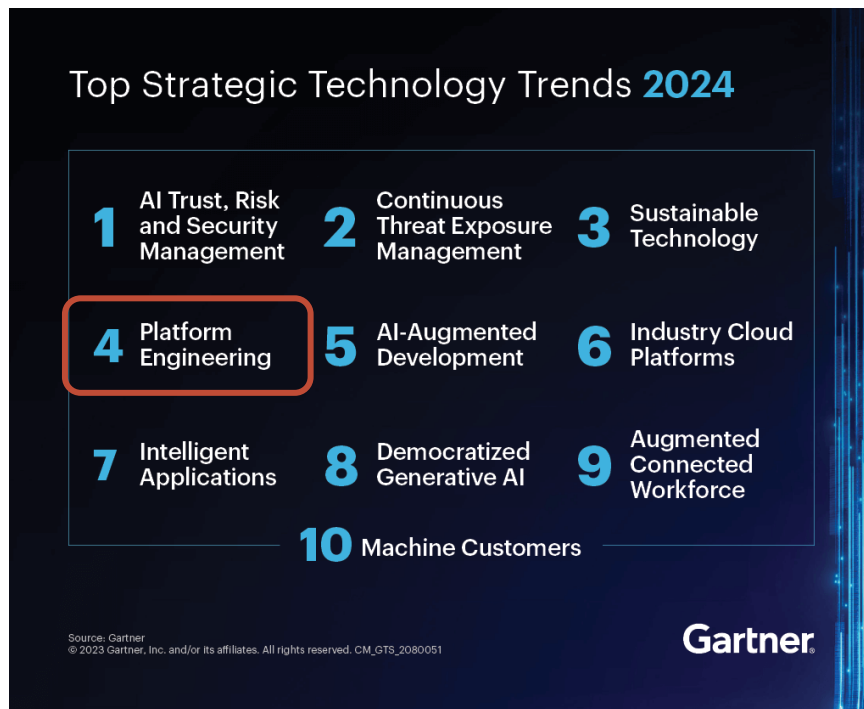 Top Strategic Technology Trends 2024
1 AI Trust, Risk
and Security
Management
2 Continuous
Threat Exposure
Management
3 Sustainable
Technology
4 Platform
Engineering
5 AI-Augmented
Development
6 Industry Cloud
Platforms
7 Intelligent
Applications
8 Democratized
Generative AI
9 Augmented
Connected
Workforce
10 Machine Customers
Source: Gartner
© 2023 Gartner, Inc. and/or its affiliates. All rights reserved. CM_GTS_2080051
Gartner®